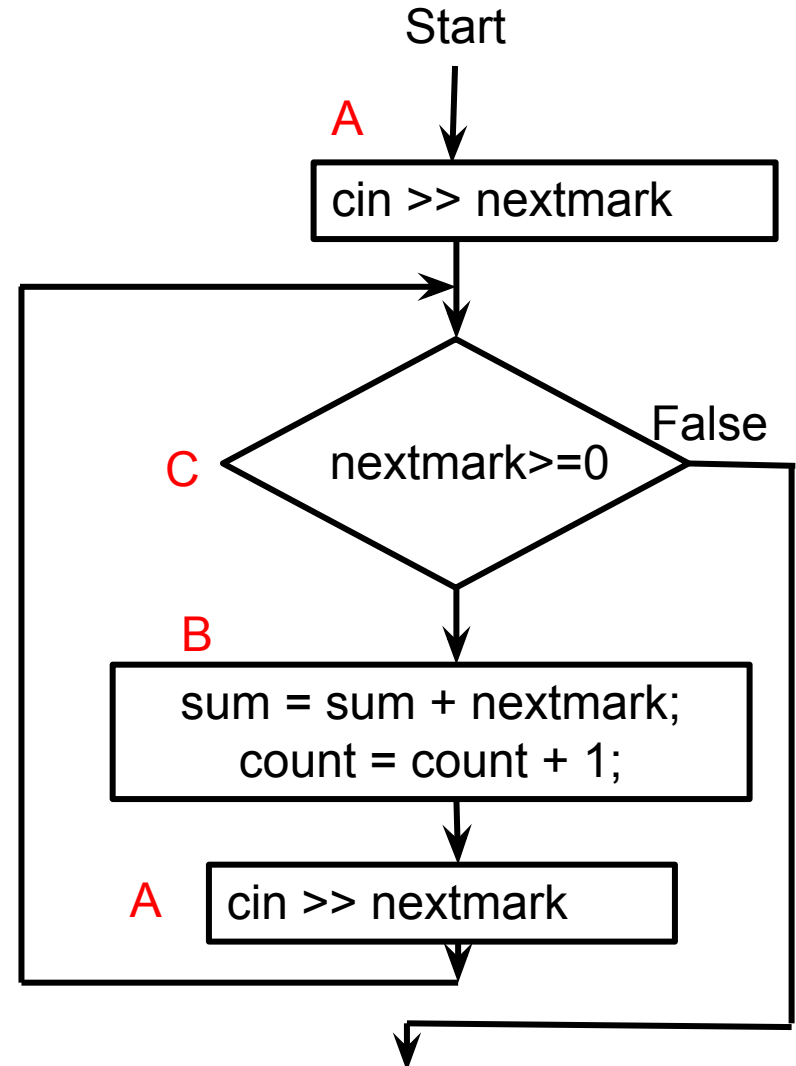 Start
A
cin >> nextmark
False
C
nextmark>=0
B
sum = sum + nextmark;
count = count + 1;
A
cin >> nextmark